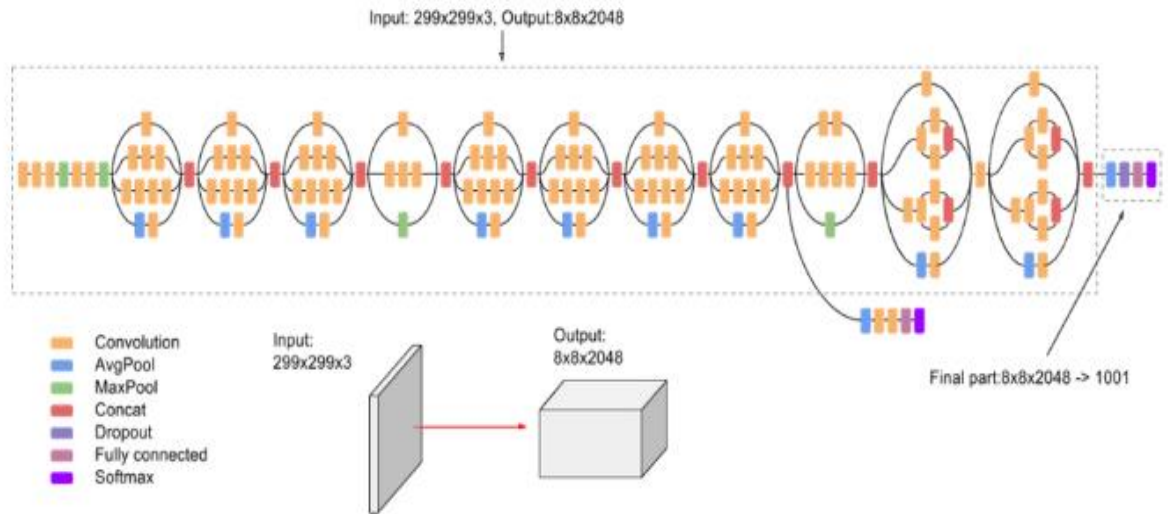 Input: 299x299x3, Output:8x8x2048
Convolution
AvgPool
MaxPool
Concat
Dropout
Fully connected
Softmax
Input:
299x299x3
Output:
8x8x2048
Final part:8x8x2048 -> 1001